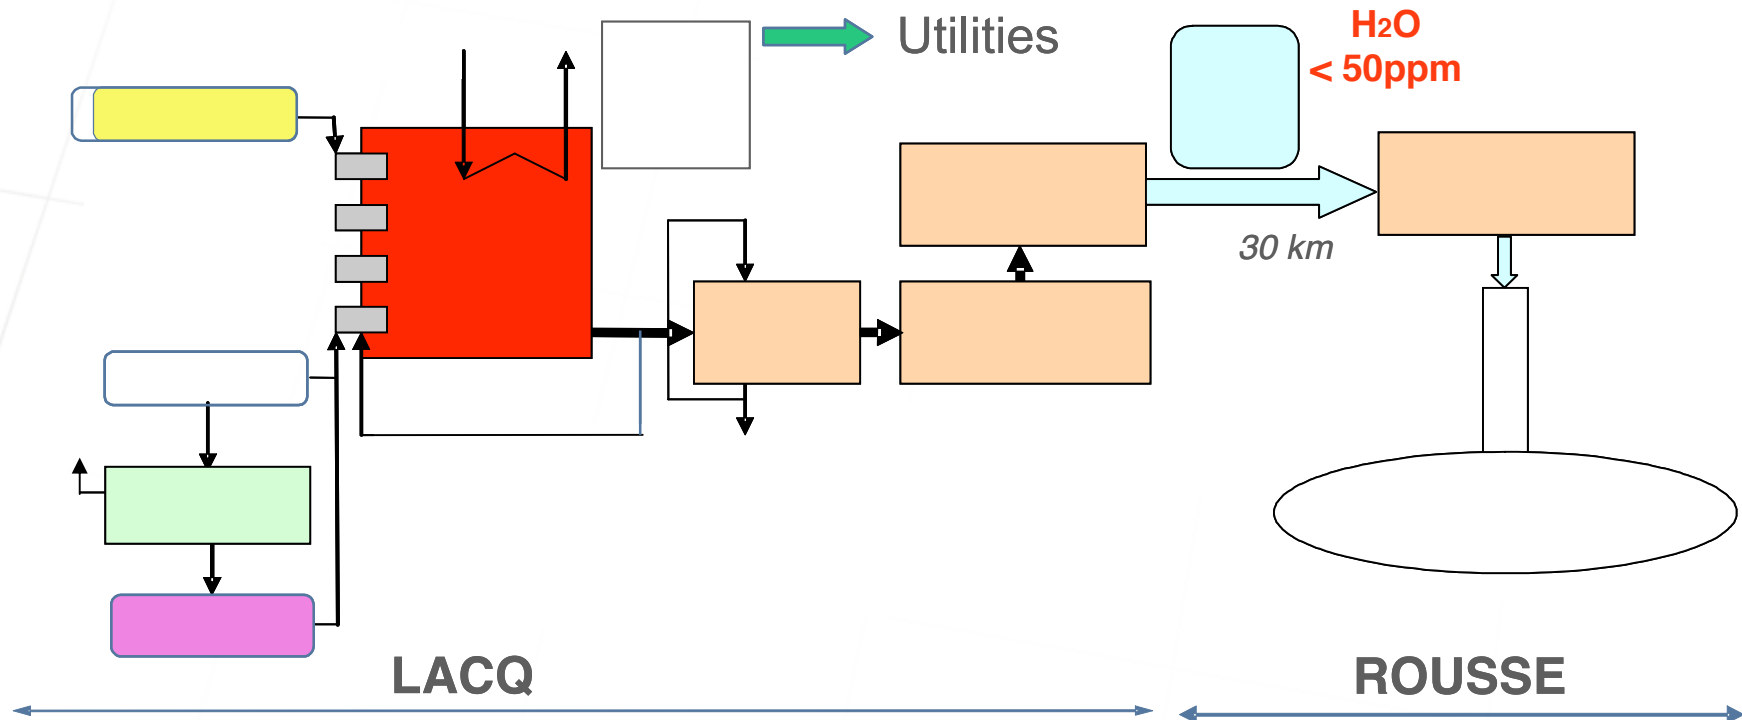 Utilities
H2O
< 50ppm
30 km
LACQ
ROUSSE